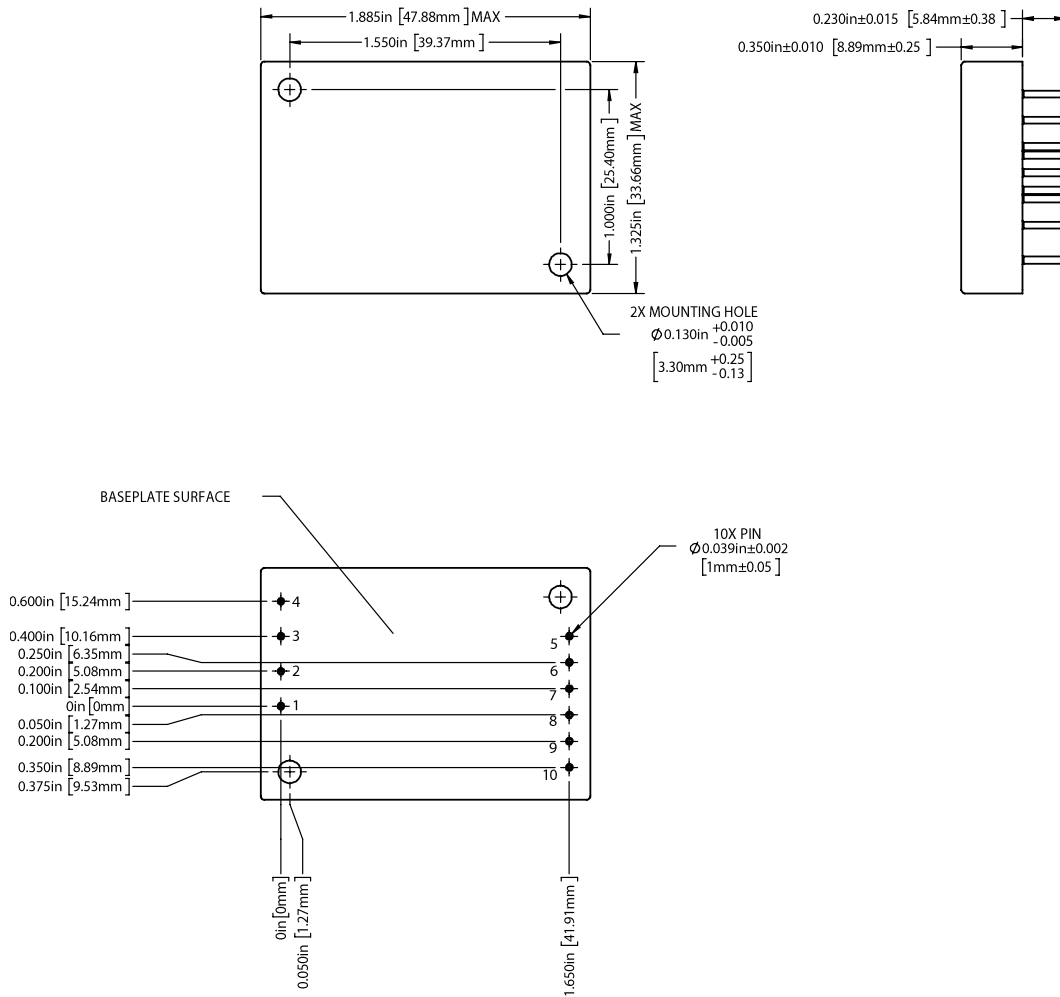 1.885in [47.88mm] MAX
1.550in [39.37mm]
0.230in±0.015 [5.84mm±0.38]
0.350in±0.010 [8.89mm±0.25]
1.000in [25.40mm]
1.325in [33.66mm] MAX
2X MOUNTING HOLE
Ø0.130in +0.010 -0.005
[3.30mm +0.25 -0.13]
BASEPLATE SURFACE
10X PIN
Ø0.039in±0.002
[1mm±0.05]
0.600in [15.24mm]
4
0.400in [10.16mm]
3
5
0.250in [6.35mm]
6
0.200in [5.08mm]
2
0.100in [2.54mm]
7
0in [0mm]
1
0.050in [1.27mm]
8
0.200in [5.08mm]
9
0.350in [8.89mm]
10
0.375in [9.53mm]
0in [0mm]
0.050in [1.27mm]
1.650in [41.91mm]